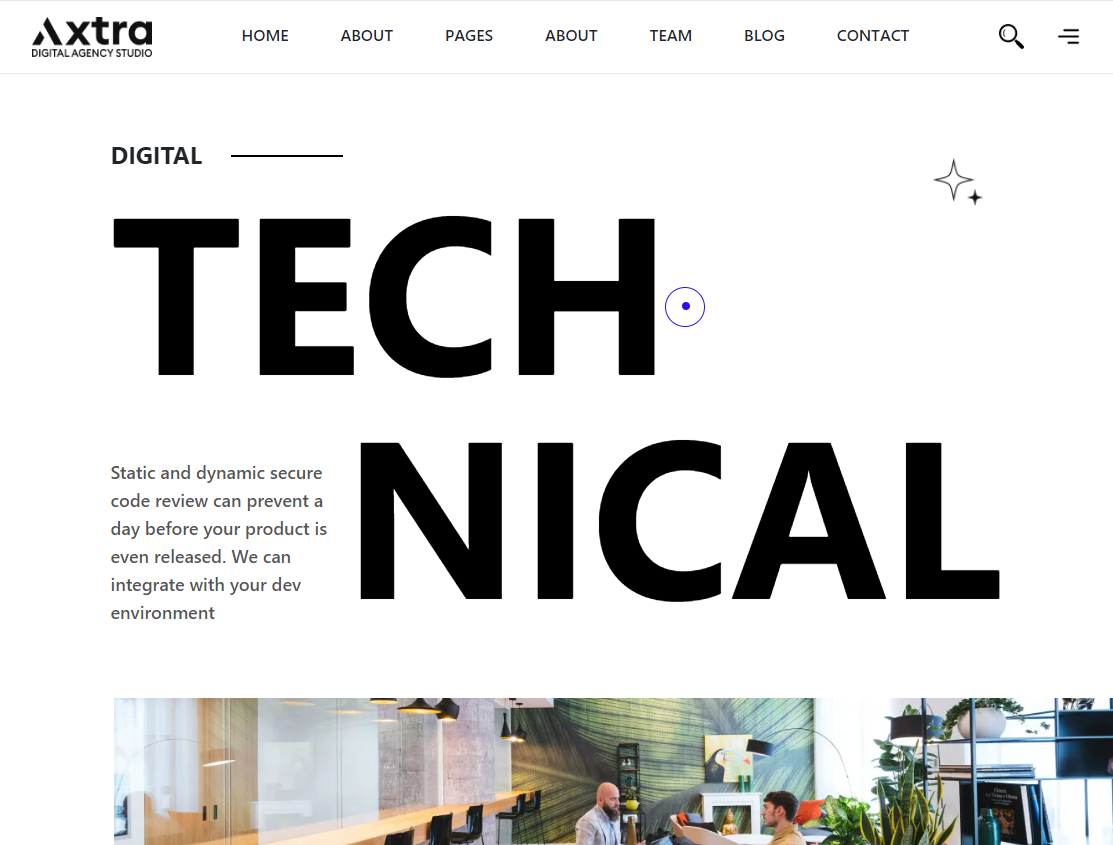 Axtra
DIGITAL AGENCY STUDIO
HOME ABOUT PAGES ABOUT TEAM BLOG CONTACT
DIGITAL
TECH
NICAL
Static and dynamic secure
code review can prevent a
day before your product is
even released. We can
integrate with your dev
environment